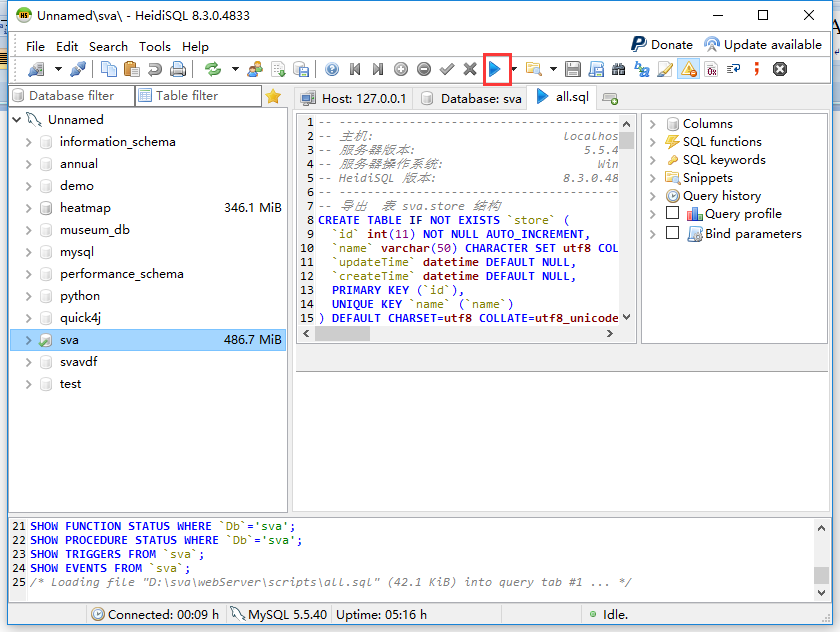 Unnamed\sva\ - HeidiSQL 8.3.0.4833
File Edit Search Tools Help
Donate Update available
Database filter Table filter
Host: 127.0.0.1 Database: sva all.sql
Unnamed
information_schema
annual
demo
heatmap 346.1 MiB
museum_db
mysql
performance_schema
python
quick4j
sva 486.7 MiB
svavdf
test
1 -- --------------------------------------------
2 -- 主机: Localhos
3 -- 服务器版本: 5.5.4
4 -- 服务器操作系统: Win
5 -- HeidiSQL 版本: 8.3.0.48
6 -- --------------------------------------------
7 -- 导出 表 sva.store 结构
8 CREATE TABLE IF NOT EXISTS `store` (
9 `id` int(11) NOT NULL AUTO_INCREMENT,
10 `name` varchar(50) CHARACTER SET utf8 COL
11 `updateTime` datetime DEFAULT NULL,
12 `createTime` datetime DEFAULT NULL,
13 PRIMARY KEY (`id`),
14 UNIQUE KEY `name` (`name`)
15 ) DEFAULT CHARSET=utf8 COLLATE=utf8_unicode
Columns
SQL functions
SQL keywords
Snippets
Query history
Query profile
Bind parameters
21 SHOW FUNCTION STATUS WHERE `Db`='sva';
22 SHOW PROCEDURE STATUS WHERE `Db`='sva';
23 SHOW TRIGGERS FROM `sva`;
24 SHOW EVENTS FROM `sva`;
25 /* Loading file "D:\sva\webServer\scripts\all.sql" (42.1 KiB) into query tab #1 ... */
Connected: 00:09 h MySQL 5.5.40 Uptime: 05:16 h Idle.